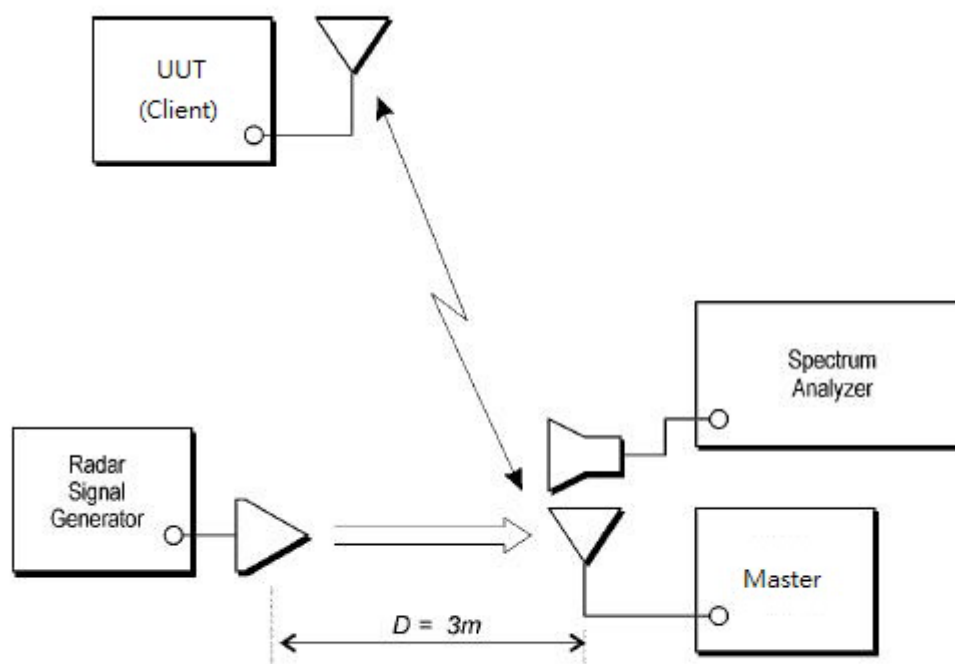 UUT
(Client)
Spectrum
Analyzer
Radar
Signal
Generator
Master
D = 3m